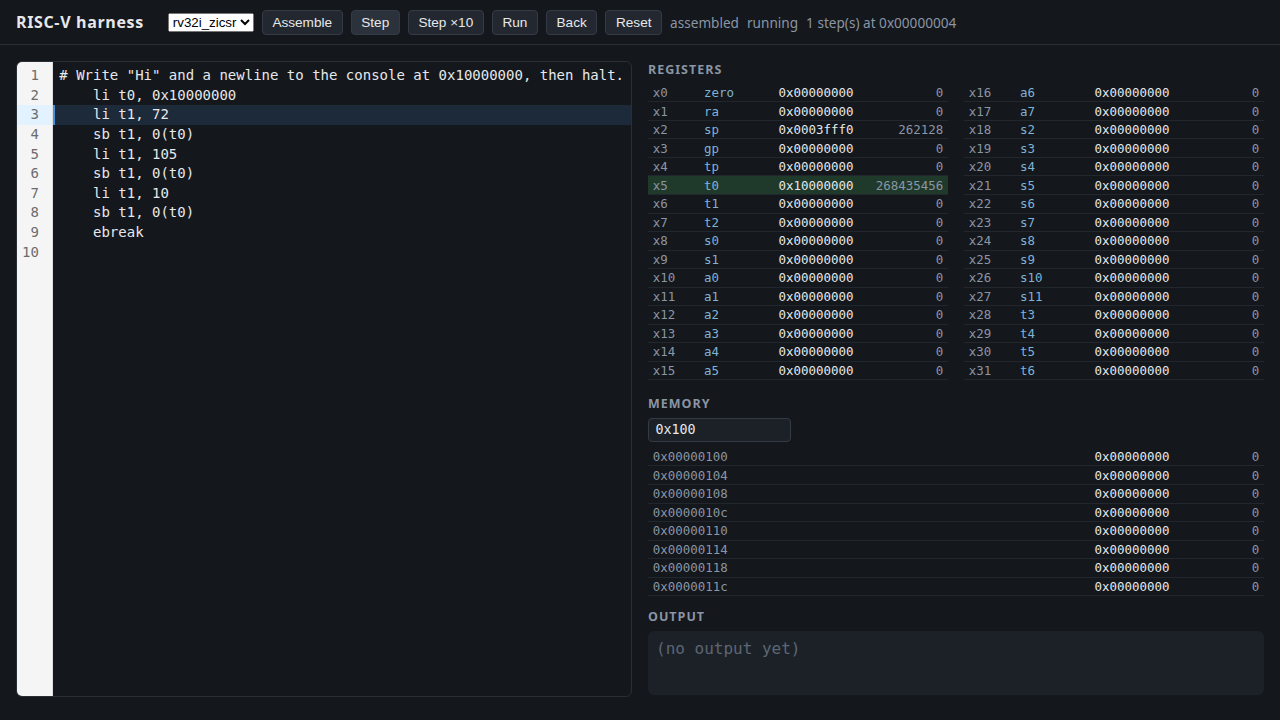 RISC-V harness rv32i_zicsr Assemble Step Step ×10 Run Back Reset assembled running 1 step(s) at 0x00000004
1 # Write "Hi" and a newline to the console at 0x10000000, then halt.
2 li t0, 0x10000000
3 li t1, 72
4 sb t1, 0(t0)
5 li t1, 105
6 sb t1, 0(t0)
7 li t1, 10
8 sb t1, 0(t0)
9 ebreak
10
REGISTERS
x0 zero 0x00000000 0 x16 a6 0x00000000 0
x1 ra 0x00000000 0 x17 a7 0x00000000 0
x2 sp 0x0003fff0 262128 x18 s2 0x00000000 0
x3 gp 0x00000000 0 x19 s3 0x00000000 0
x4 tp 0x00000000 0 x20 s4 0x00000000 0
x5 t0 0x10000000 268435456 x21 s5 0x00000000 0
x6 t1 0x00000000 0 x22 s6 0x00000000 0
x7 t2 0x00000000 0 x23 s7 0x00000000 0
x8 s0 0x00000000 0 x24 s8 0x00000000 0
x9 s1 0x00000000 0 x25 s9 0x00000000 0
x10 a0 0x00000000 0 x26 s10 0x00000000 0
x11 a1 0x00000000 0 x27 s11 0x00000000 0
x12 a2 0x00000000 0 x28 t3 0x00000000 0
x13 a3 0x00000000 0 x29 t4 0x00000000 0
x14 a4 0x00000000 0 x30 t5 0x00000000 0
x15 a5 0x00000000 0 x31 t6 0x00000000 0
MEMORY
0x100
0x00000100 0x00000000 0
0x00000104 0x00000000 0
0x00000108 0x00000000 0
0x0000010c 0x00000000 0
0x00000110 0x00000000 0
0x00000114 0x00000000 0
0x00000118 0x00000000 0
0x0000011c 0x00000000 0
OUTPUT
(no output yet)